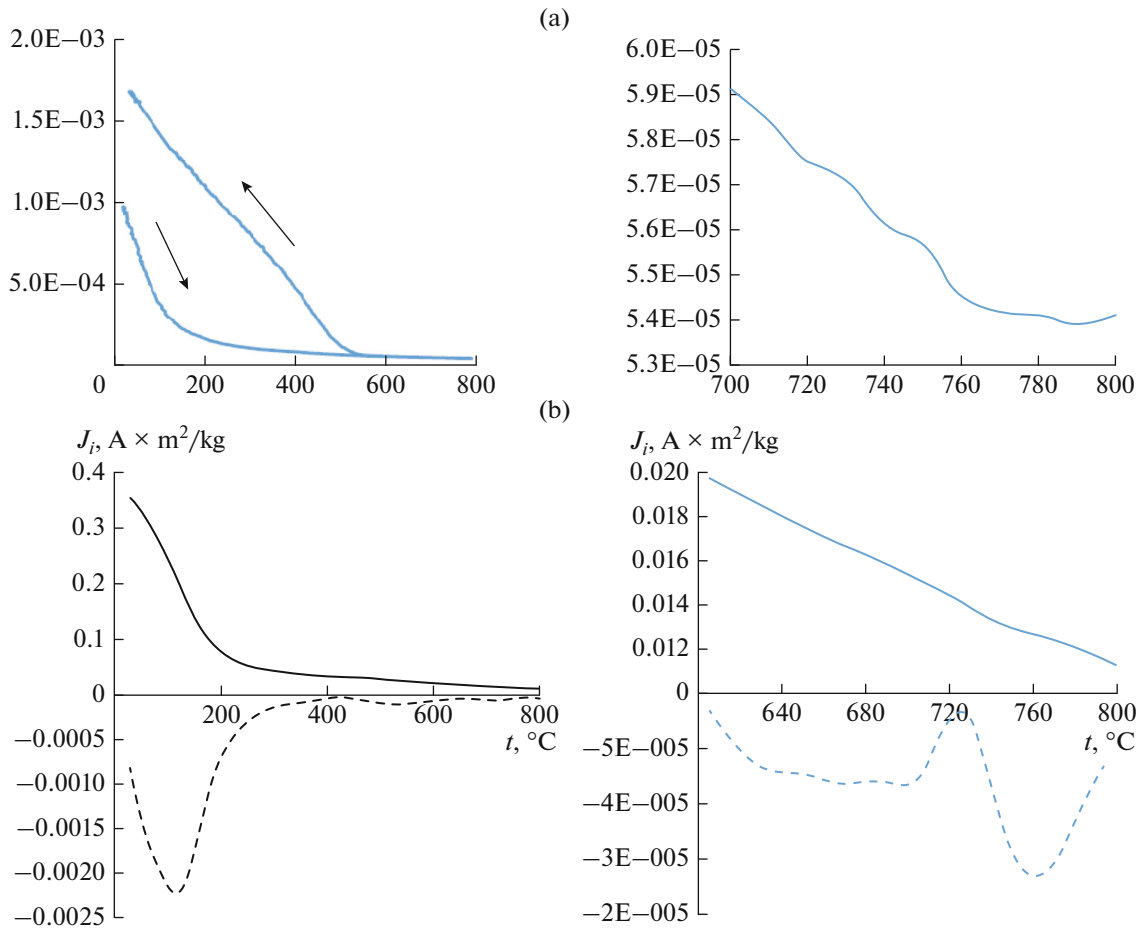 (a)
2.0E−03
1.5E−03
1.0E−03
5.0E−04
0 200 400 600 800
6.0E−05
5.9E−05
5.8E−05
5.7E−05
5.6E−05
5.5E−05
5.4E−05
5.3E−05
700 720 740 760 780 800
(b)
J_i, A × m²/kg
0.4
0.3
0.2
0.1
0
200 400 600 800
t, °C
−0.0005
−0.0010
−0.0015
−0.0020
−0.0025
J_i, A × m²/kg
0.020
0.018
0.016
0.014
0.012
0
640 680 720 760 800
t, °C
−5E−005
−4E−005
−3E−005
−2E−005